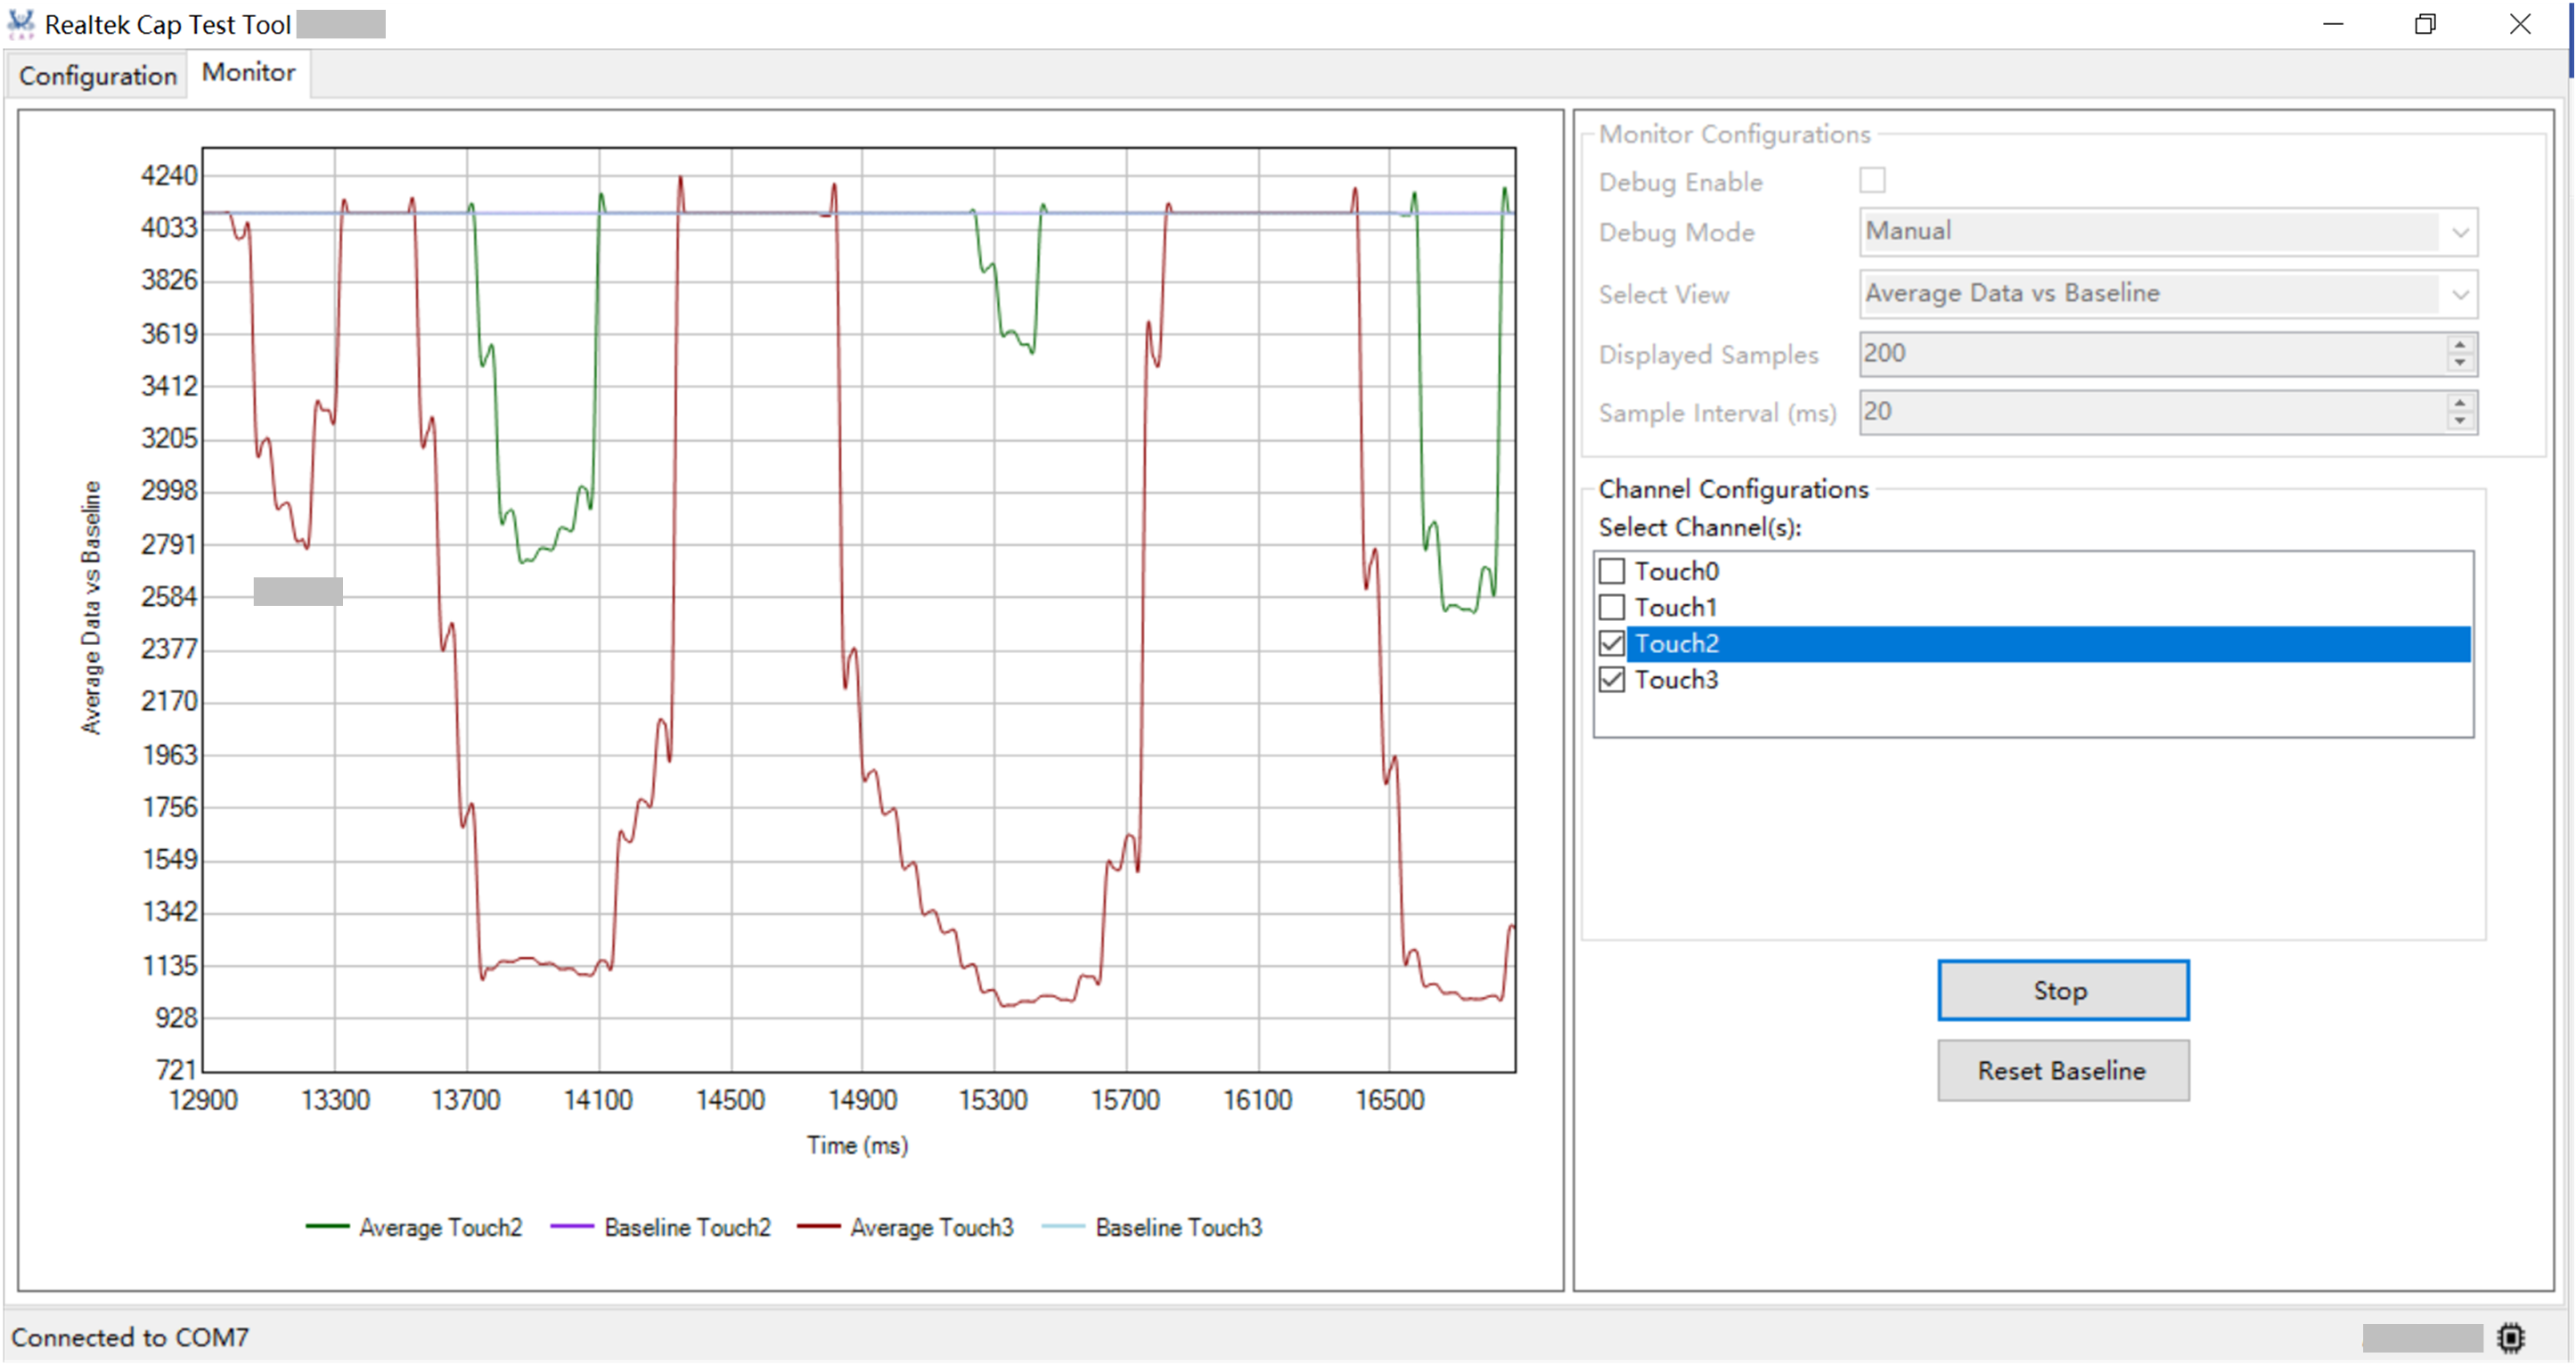 Realtek Cap Test Tool
CAP
Configuration
Monitor
4240
4033
3826
3619
3412
3205
2998
2791
2584
2377
2170
1963
1756
1549
1342
1135
928
721
Average Data vs Baseline
12900 13300 13700 14100 14500 14900 15300 15700 16100 16500
Time (ms)
Average Touch2 Baseline Touch2 Average Touch3 Baseline Touch3
Monitor Configurations
Debug Enable
Debug Mode Manual
Select View Average Data vs Baseline
Displayed Samples 200
Sample Interval (ms) 20
Channel Configurations
Select Channel(s):
Touch0
Touch1
Touch2
Touch3
Stop
Reset Baseline
Connected to COM7